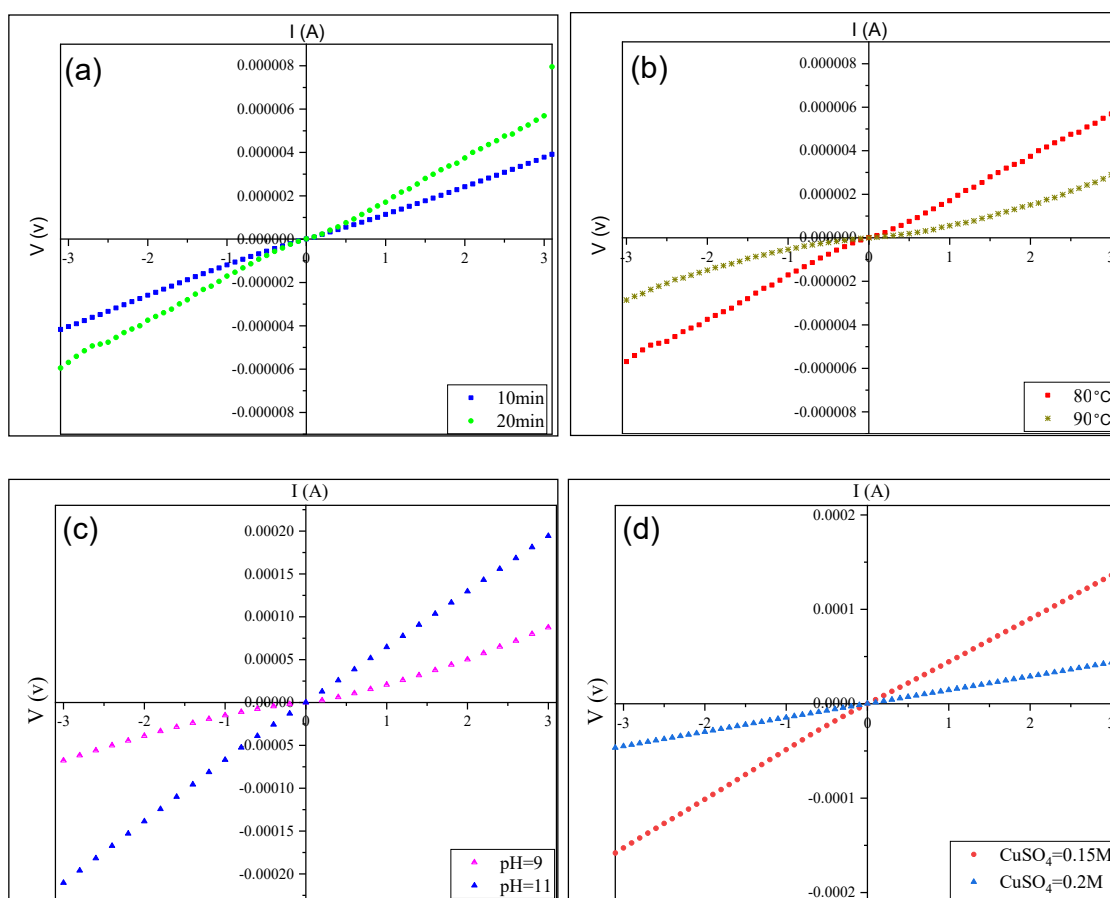 I (A)
(a)
0.000008
0.000006
0.000004
0.000002
0.000000
-3 -2 -1 0 1 2 3
V (v)
-0.000002
-0.000004
-0.000006
-0.000008
10min
20min
I (A)
(b)
0.000008
0.000006
0.000004
0.000002
0.000000
-3 -2 -1 0 1 2 3
V (v)
-0.000002
-0.000004
-0.000006
-0.000008
80°C
90°C
I (A)
(c)
0.00020
0.00015
0.00010
0.00005
0.00000
-3 -2 -1 0 1 2 3
V (v)
-0.00005
-0.00010
-0.00015
-0.00020
pH=9
pH=11
I (A)
(d)
0.0002
0.0001
0.0000
-3 -2 -1 0 1 2 3
V (v)
-0.0001
-0.0002
CuSO₄=0.15M
CuSO₄=0.2M